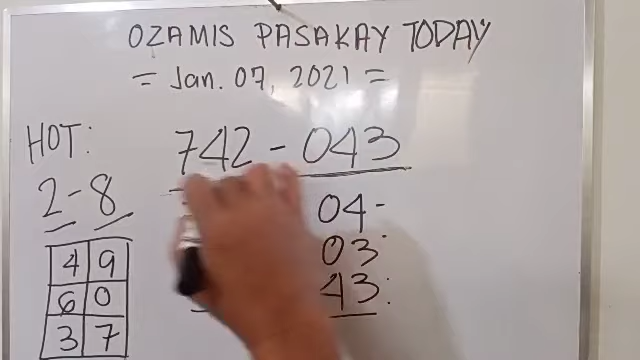 OZAMIS PASAKAY TODAY
= Jan. 07, 2021 =
HOT: 742 - 043
2 - 8
04 -
03
43:
4 9
6 0
3 7